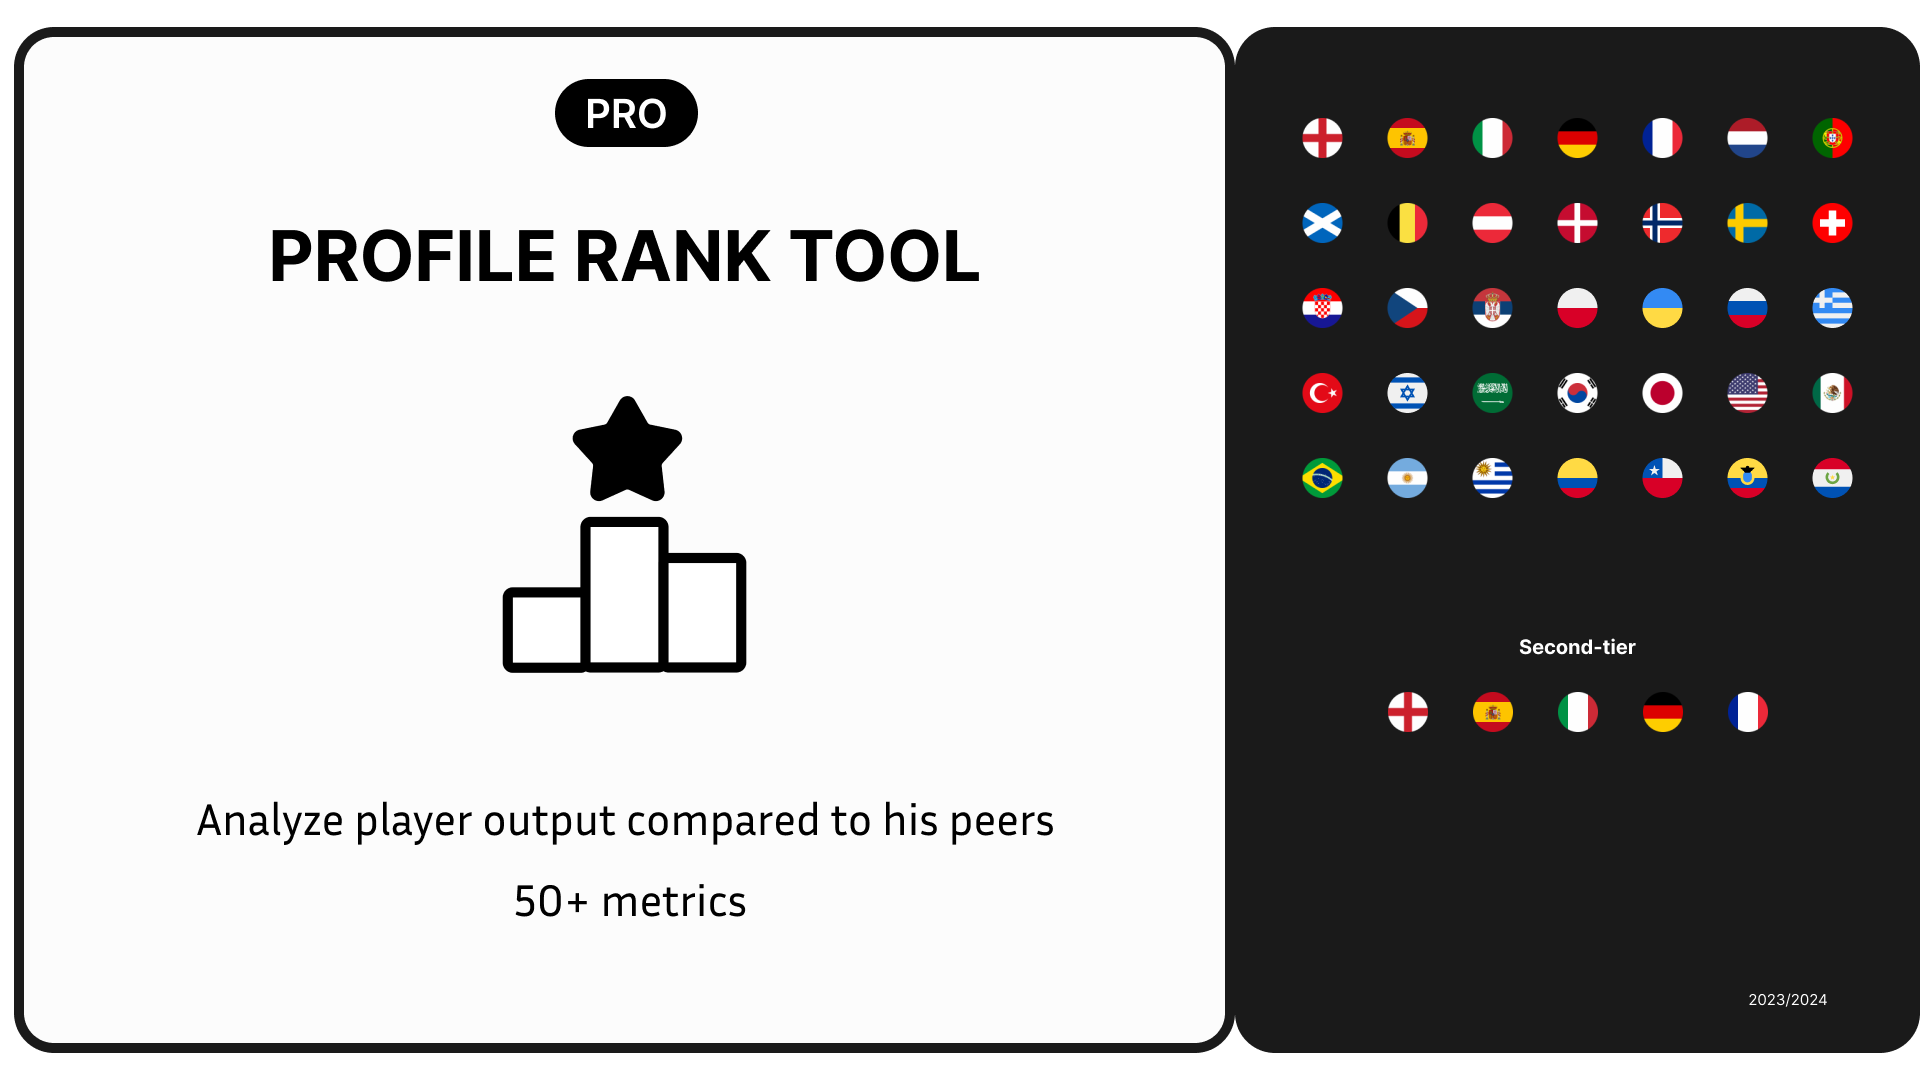 PRO
PROFILE RANK TOOL
Analyze player output compared to his peers
50+ metrics
Second-tier
2023/2024